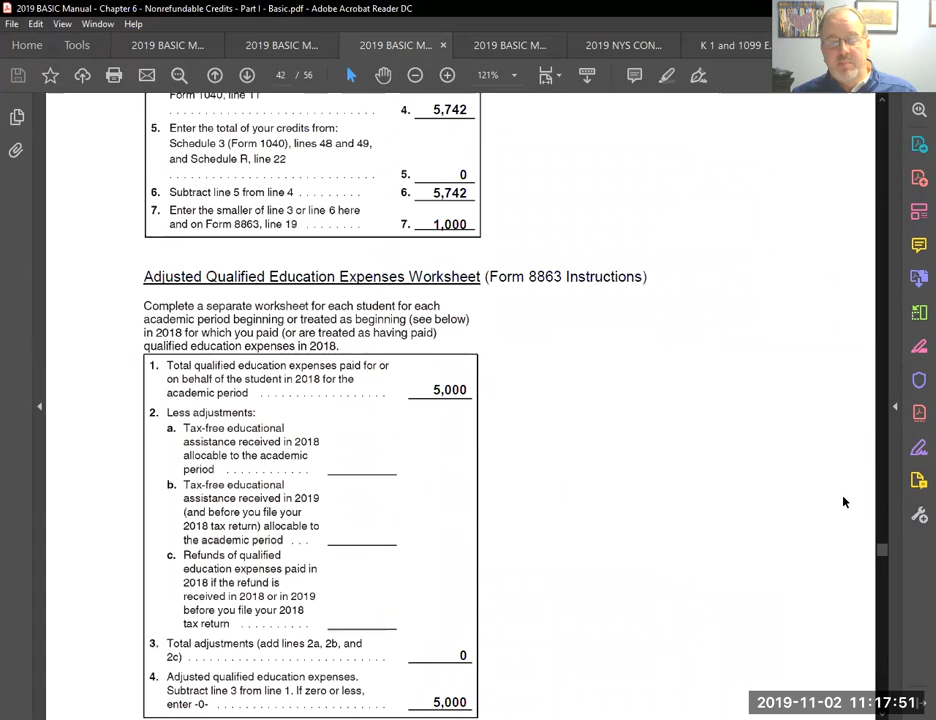 2019 BASIC Manual - Chapter 6 - Nonrefundable Credits - Part I - Basic.pdf - Adobe Acrobat Reader DC
File Edit View Window Help
Home Tools 2019 BASIC M... 2019 BASIC M... 2019 BASIC M... × 2019 BASIC M... 2019 NYS CON... K 1 and 1099 E.
42 / 56 121%
Form 1040, line 11
4. 5,742
5. Enter the total of your credits from:
Schedule 3 (Form 1040), lines 48 and 49,
and Schedule R, line 22
5. 0
6. Subtract line 5 from line 4 . . . . . . . . . 6. 5,742
7. Enter the smaller of line 3 or line 6 here
and on Form 8863, line 19 . . . . . . . . 7. 1,000
Adjusted Qualified Education Expenses Worksheet (Form 8863 Instructions)
Complete a separate worksheet for each student for each
academic period beginning or treated as beginning (see below)
in 2018 for which you paid (or are treated as having paid)
qualified education expenses in 2018.
1. Total qualified education expenses paid for or
on behalf of the student in 2018 for the
academic period . . . . . . . . . . . . . . . . . . 5,000
2. Less adjustments:
a. Tax-free educational
assistance received in 2018
allocable to the academic
period . . . . . . . . . . . .
b. Tax-free educational
assistance received in 2019
(and before you file your
2018 tax return) allocable to
the academic period . . .
c. Refunds of qualified
education expenses paid in
2018 if the refund is
received in 2018 or in 2019
before you file your 2018
tax return . . . . . . . . . .
3. Total adjustments (add lines 2a, 2b, and
2c) . . . . . . . . . . . . . . . . . . . . . . . . . . . . 0
4. Adjusted qualified education expenses.
Subtract line 3 from line 1. If zero or less,
enter -0- . . . . . . . . . . . . . . . . . . . . . . . . 5,000
2019-11-02 11:17:51